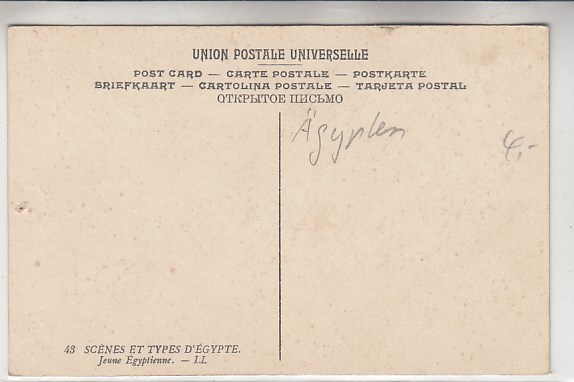 UNION POSTALE UNIVERSELLE
POST CARD — CARTE POSTALE — POSTKARTE
BRIEFKAART — CARTOLINA POSTALE — TARJETA POSTAL
ОТКРЫТОЕ ПИСЬМО
Ägypten
4,-
43 SCÈNES ET TYPES D'ÉGYPTE.
Jeune Égyptienne. — LL